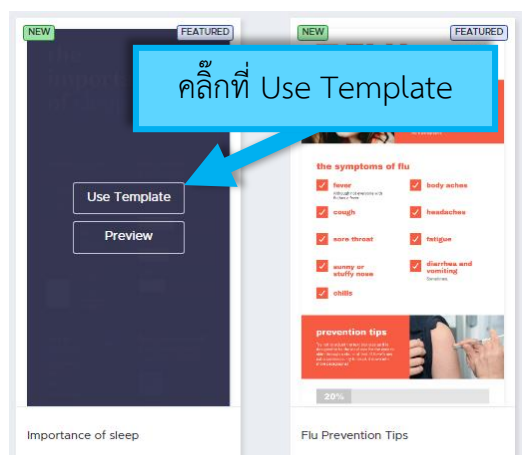 NEW
FEATURED
NEW
FEATURED
คลิ๊กที่ Use Template
Use Template
Preview
the symptoms of flu
fever
body aches
cough
headaches
sore throat
fatigue
runny or
stuffy nose
diarrhea and
vomiting
chills
prevention tips
20%
Importance of sleep
Flu Prevention Tips